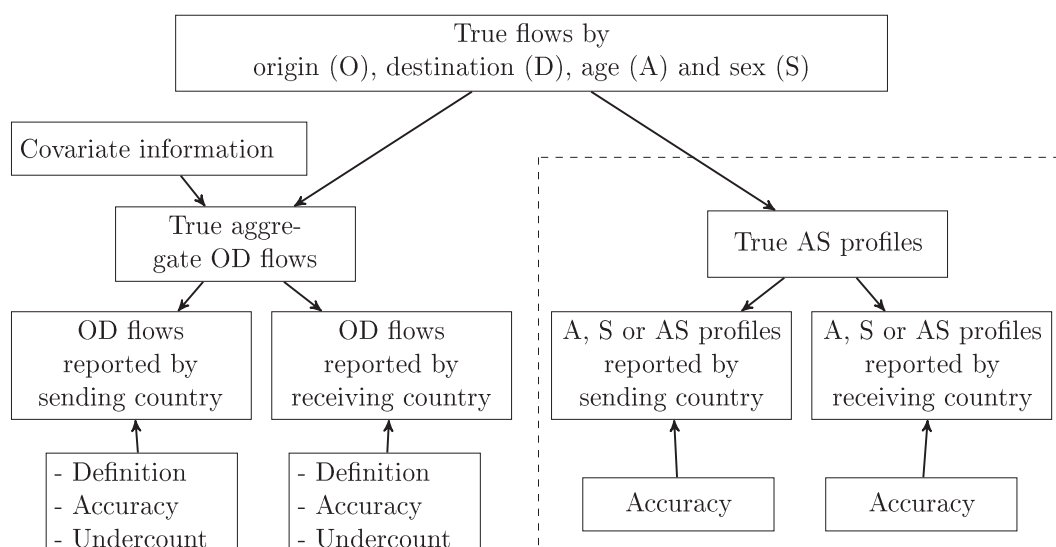 True flows by
origin (O), destination (D), age (A) and sex (S)
Covariate information
True aggre-
gate OD flows
True AS profiles
OD flows
reported by
sending country
OD flows
reported by
receiving country
A, S or AS profiles
reported by
sending country
A, S or AS profiles
reported by
receiving country
- Definition
- Accuracy
- Undercount
- Definition
- Accuracy
- Undercount
Accuracy
Accuracy